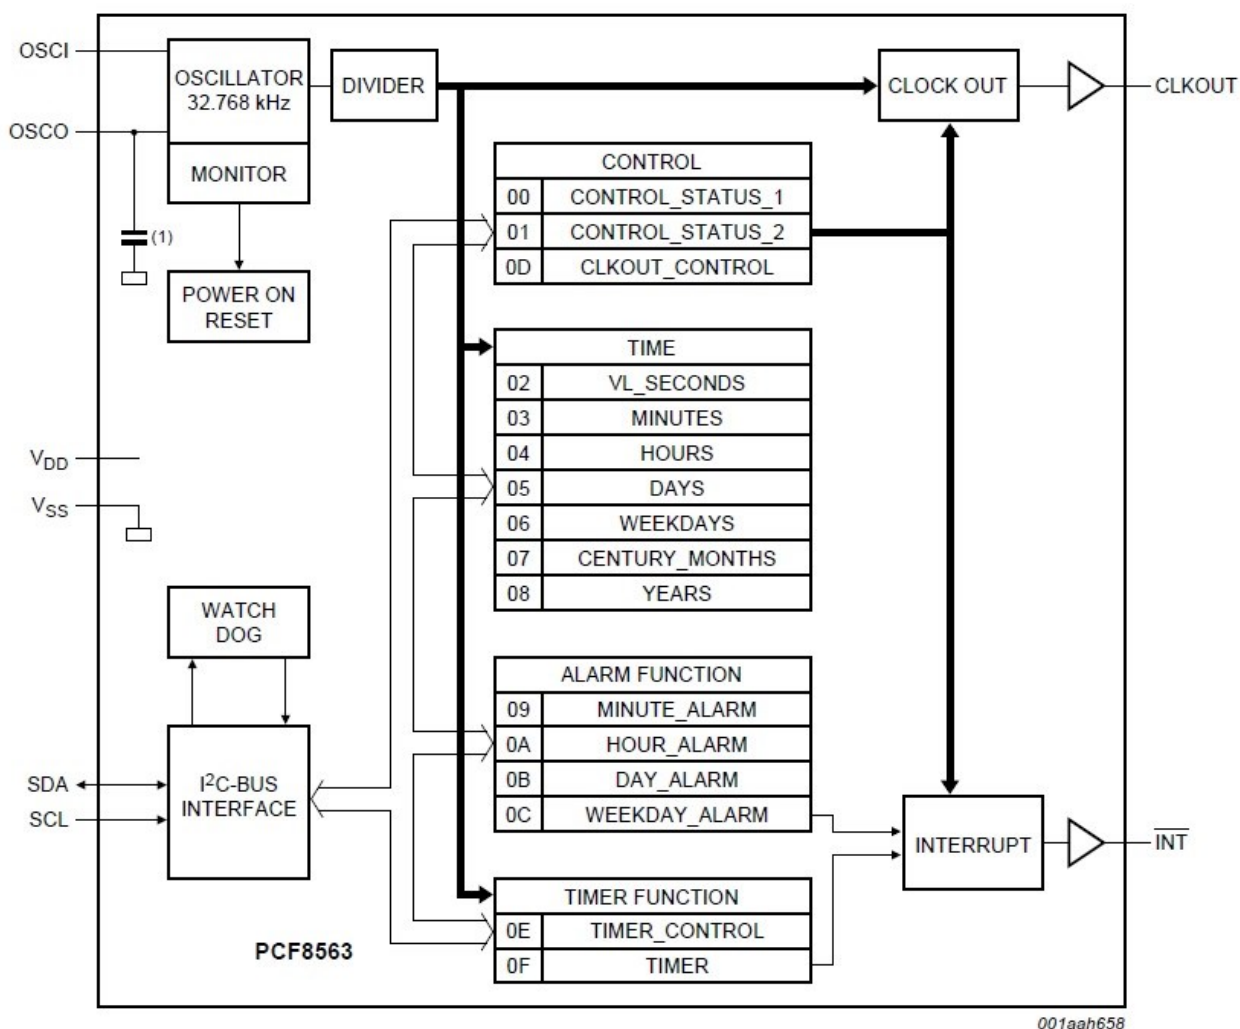 OSCI
OSCILLATOR
32.768 kHz
DIVIDER
CLOCK OUT
CLKOUT
OSCO
MONITOR
(1)
POWER ON
RESET
CONTROL
00 CONTROL_STATUS_1
01 CONTROL_STATUS_2
0D CLKOUT_CONTROL
TIME
02 VL_SECONDS
03 MINUTES
04 HOURS
05 DAYS
06 WEEKDAYS
07 CENTURY_MONTHS
08 YEARS
VDD
VSS
WATCH
DOG
ALARM FUNCTION
09 MINUTE_ALARM
0A HOUR_ALARM
0B DAY_ALARM
0C WEEKDAY_ALARM
SDA
SCL
I2C-BUS
INTERFACE
INTERRUPT
INT
TIMER FUNCTION
0E TIMER_CONTROL
0F TIMER
PCF8563
001aah658